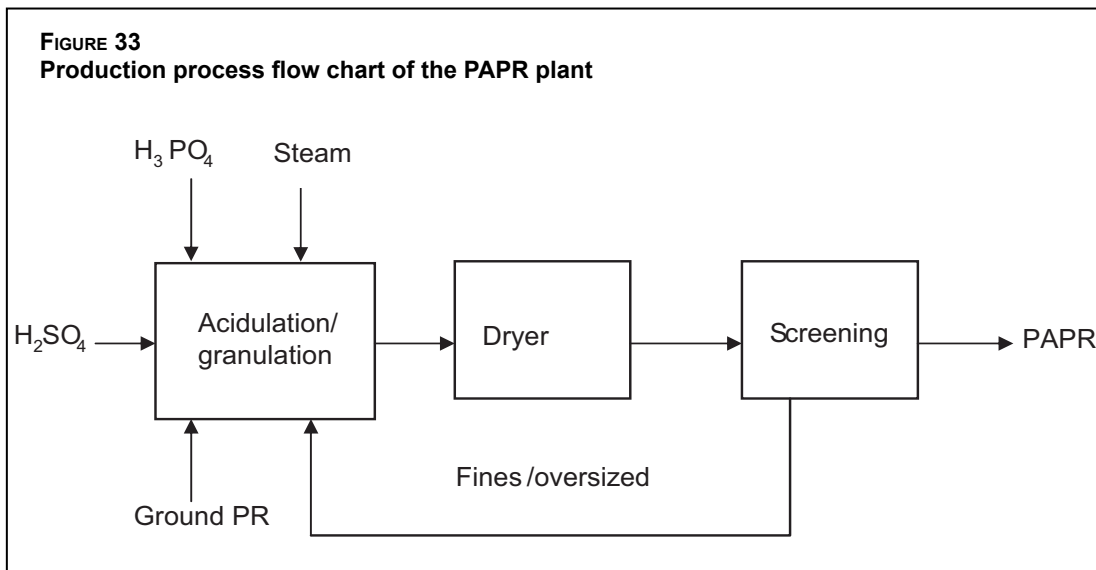 FIGURE 33
Production process flow chart of the PAPR plant
H₃ PO₄
Steam
H₂SO₄
Acidulation/
granulation
Dryer
Screening
PAPR
Fines /oversized
Ground PR